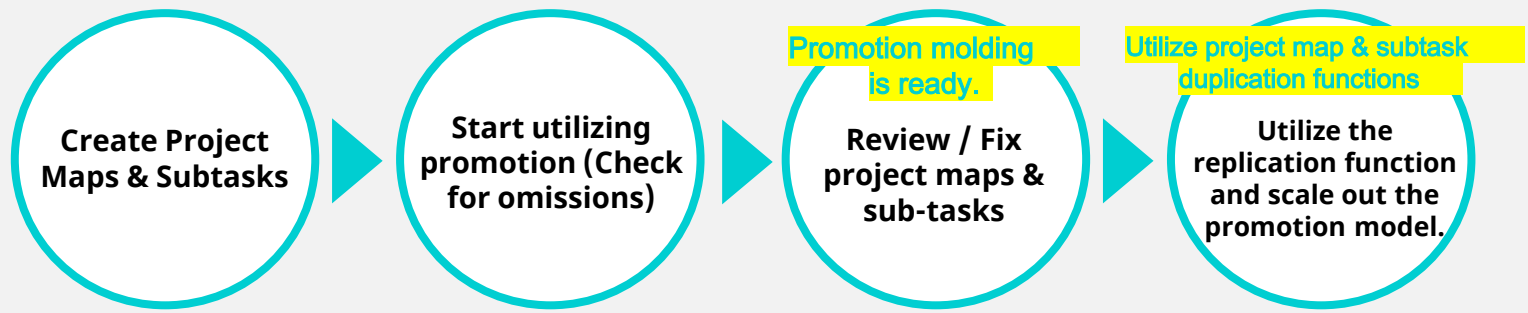 Create Project
Maps & Subtasks
Start utilizing
promotion (Check
for omissions)
Promotion molding
is ready.
Review / Fix
project maps &
sub-tasks
Utilize project map & subtask
duplication functions
Utilize the
replication function
and scale out the
promotion model.